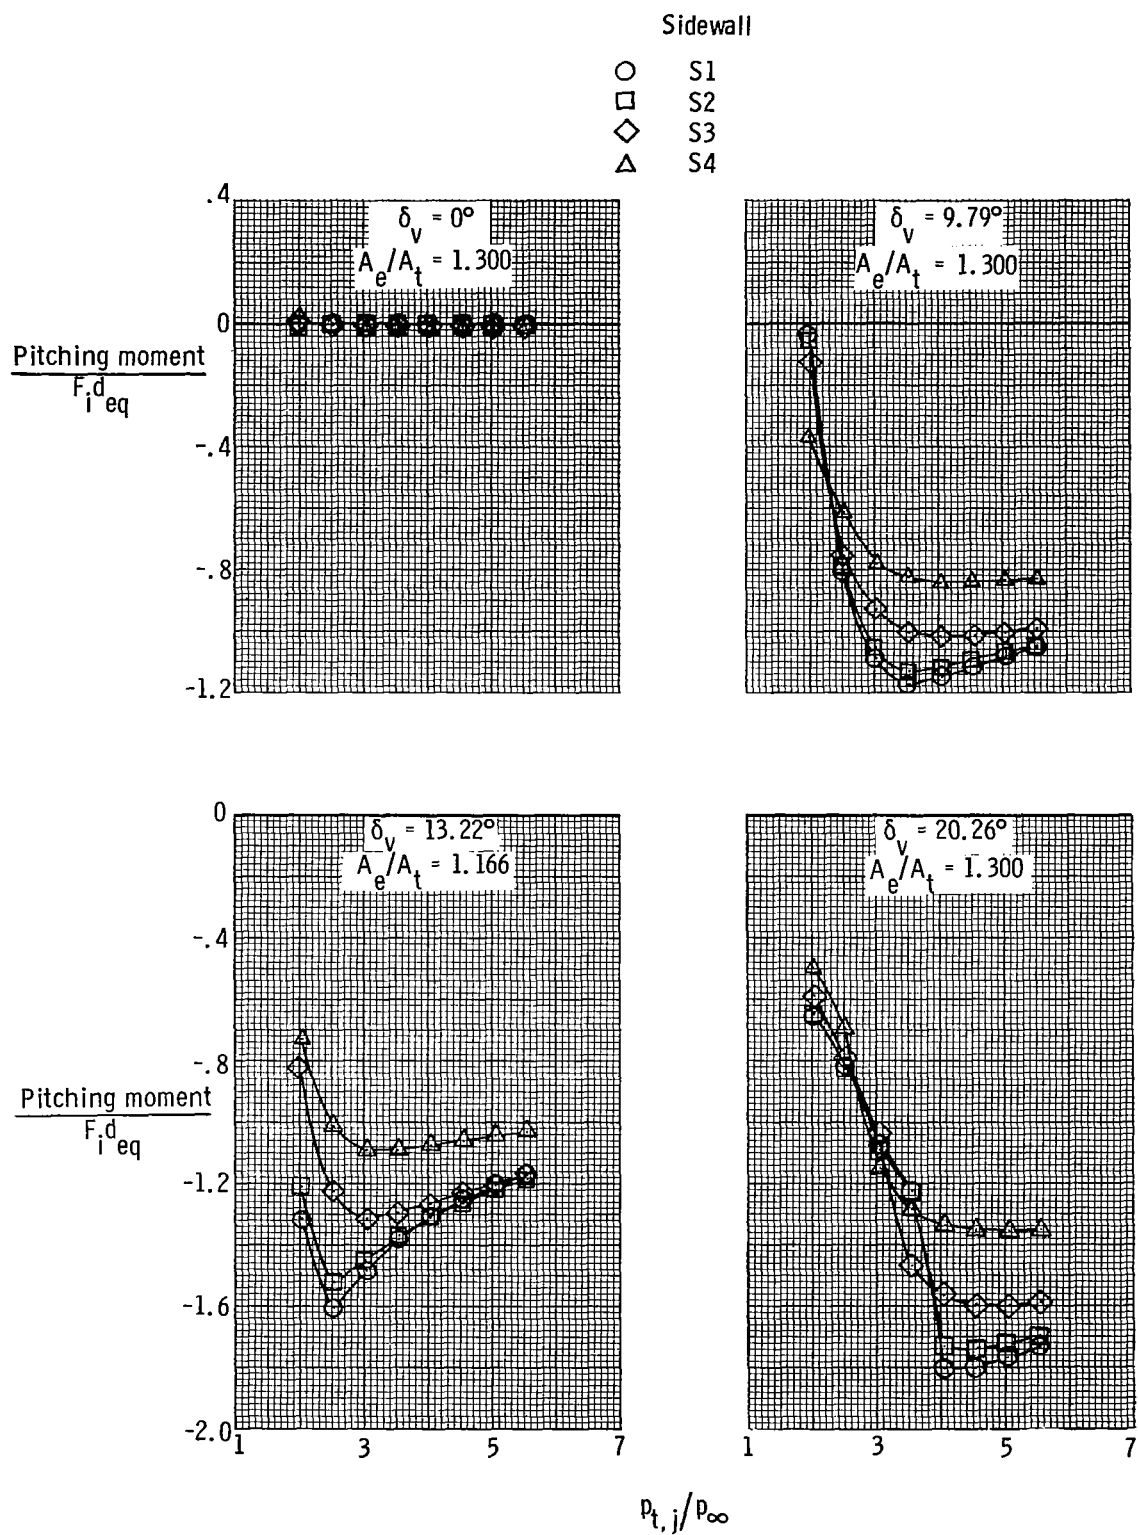 Sidewall
S1
S2
S3
S4
.4
0
-.4
-.8
-1.2
δv = 0°
Ae/At = 1.300
δv = 9.79°
Ae/At = 1.300
Pitching moment
Fi deq
0
-.4
-.8
-1.2
-1.6
-2.0
δv = 13.22°
Ae/At = 1.166
δv = 20.26°
Ae/At = 1.300
Pitching moment
Fi deq
1 3 5 7
1 3 5 7
pt, j/p∞